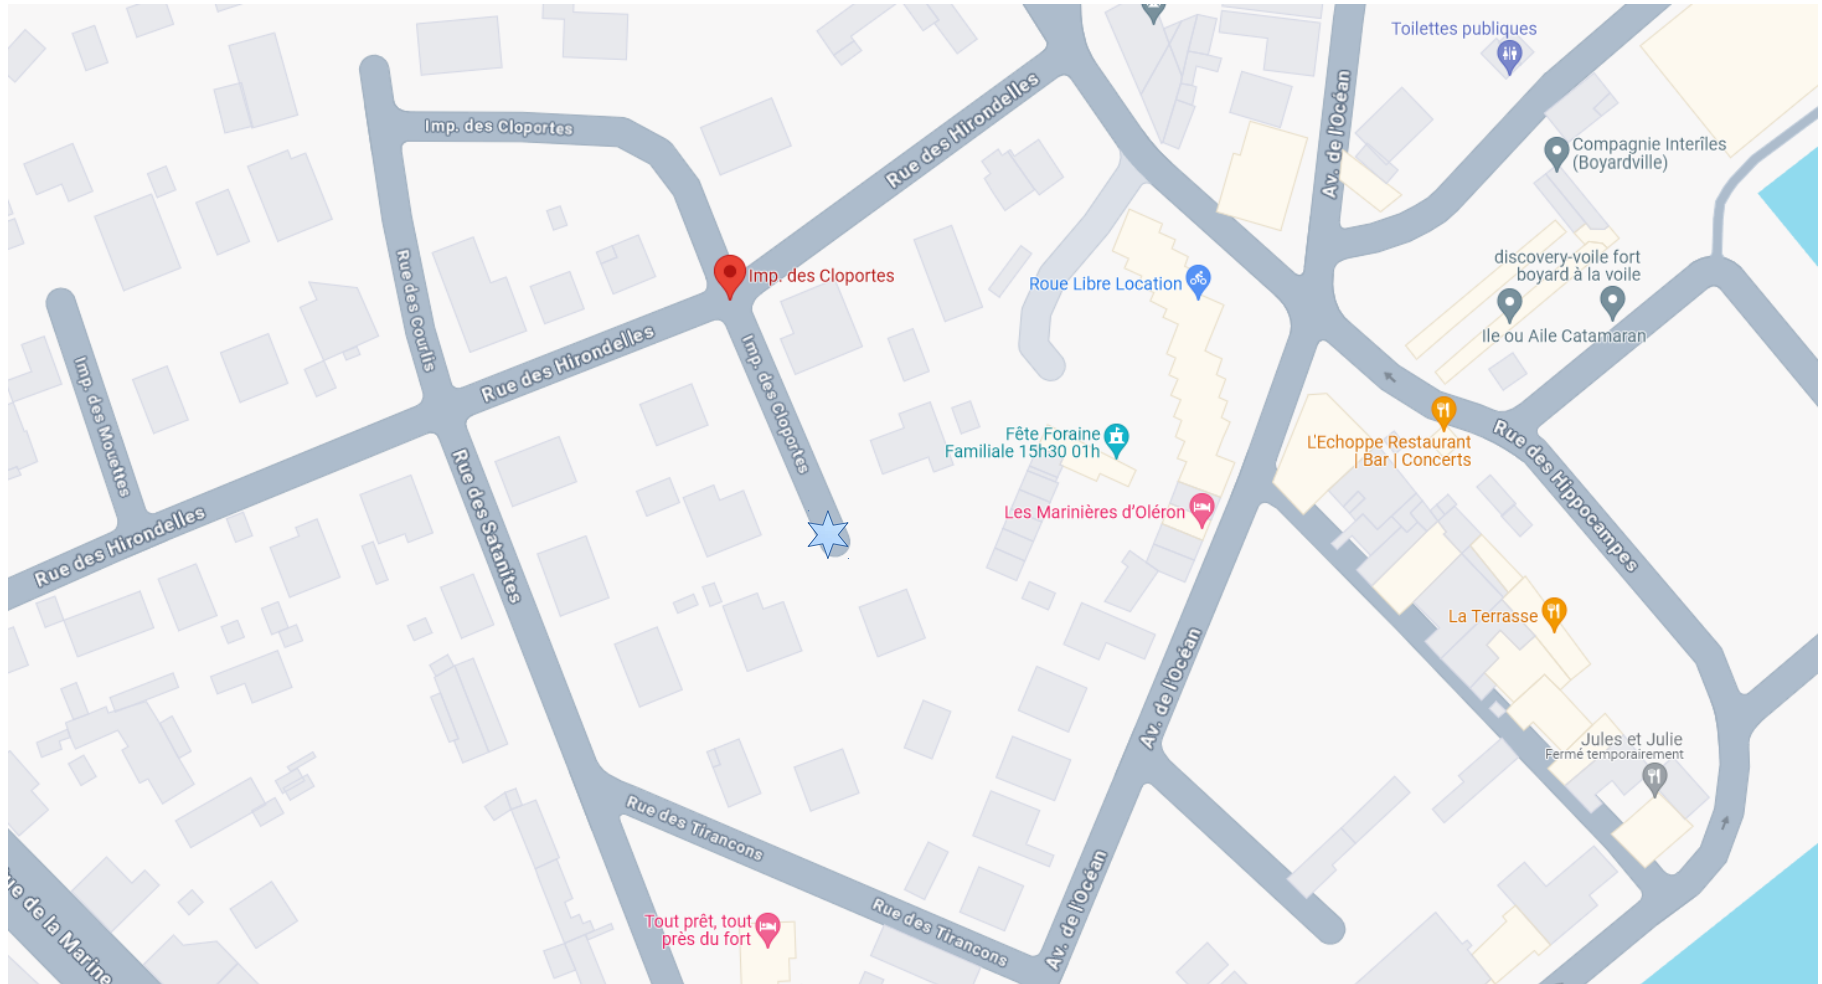 Toilettes publiques
Imp. des Cloportes
Rue des Hirondelles
Av. de l'Océan
Compagnie Interîles
(Boyardville)
Imp. des Cloportes
Rue des Courlis
Roue Libre Location
discovery-voile fort
boyard à la voile
Ile ou Aile Catamaran
Rue des Hirondelles
Imp. des Mouettes
Imp. des Cloportes
Fête Foraine
Familiale 15h30 01h
L'Echoppe Restaurant
| Bar | Concerts
Rue des Hippocampes
Rue des Hirondelles
Rue des Satanites
Les Marinières d'Oléron
La Terrasse
Av. de l'Océan
Jules et Julie
Fermé temporairement
Rue des Tirancons
Av. de l'Océan
ue de la Marine
Tout prêt, tout
près du fort
Rue des Tirancons